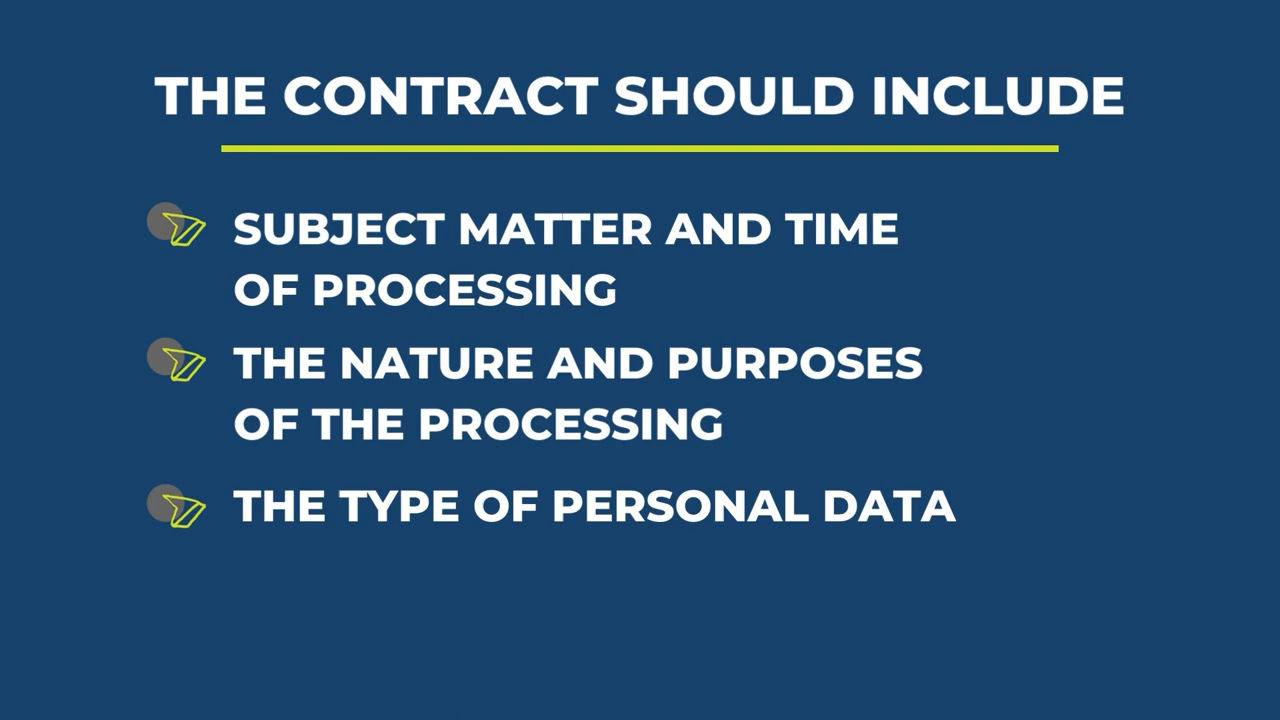 THE CONTRACT SHOULD INCLUDE
SUBJECT MATTER AND TIME
OF PROCESSING
THE NATURE AND PURPOSES
OF THE PROCESSING
THE TYPE OF PERSONAL DATA